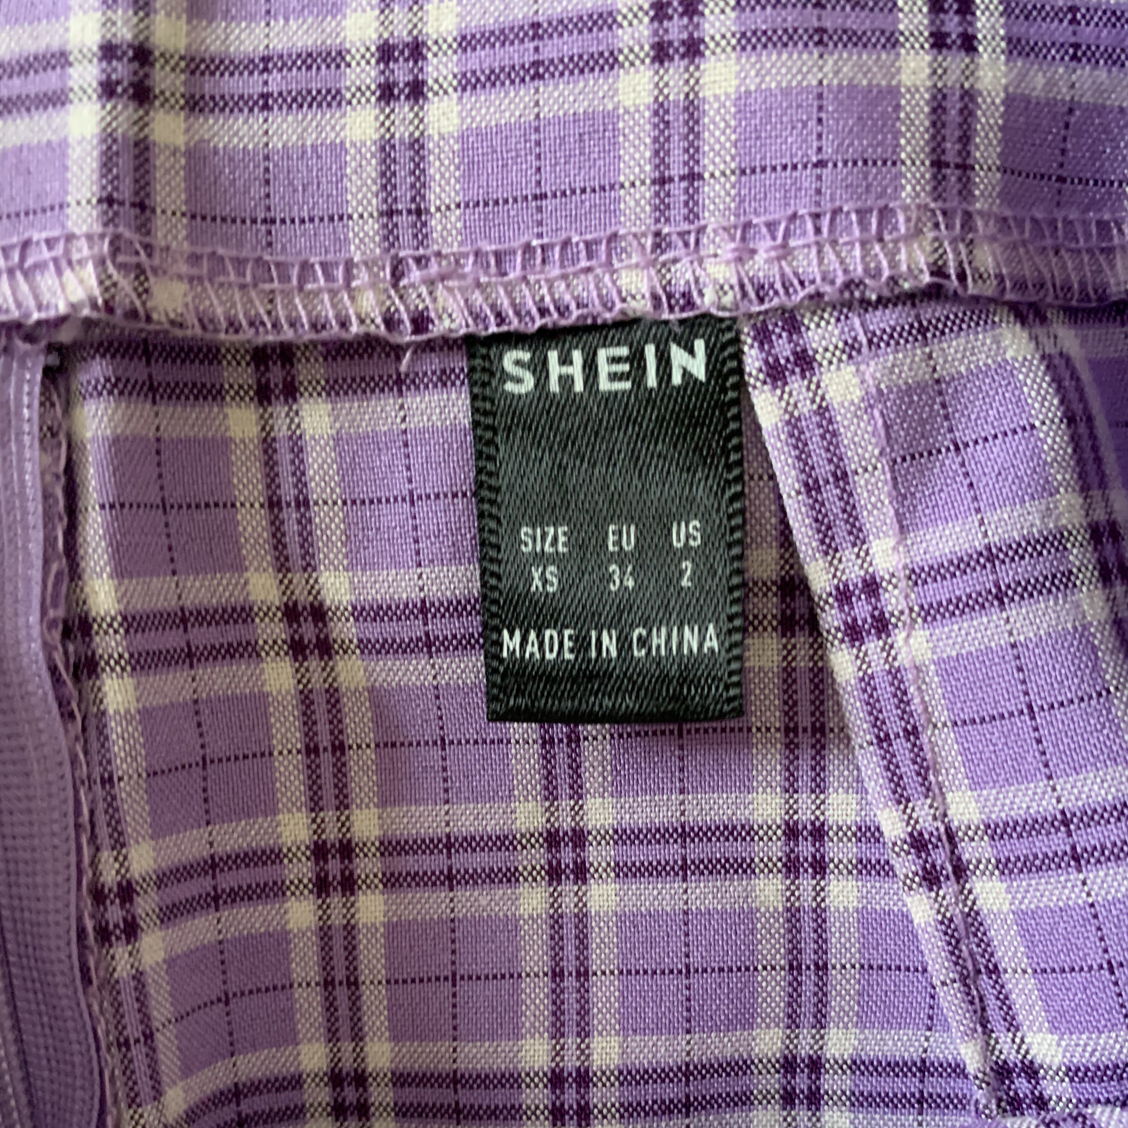 SHEIN
SIZE EU US
XS 34 2
MADE IN CHINA